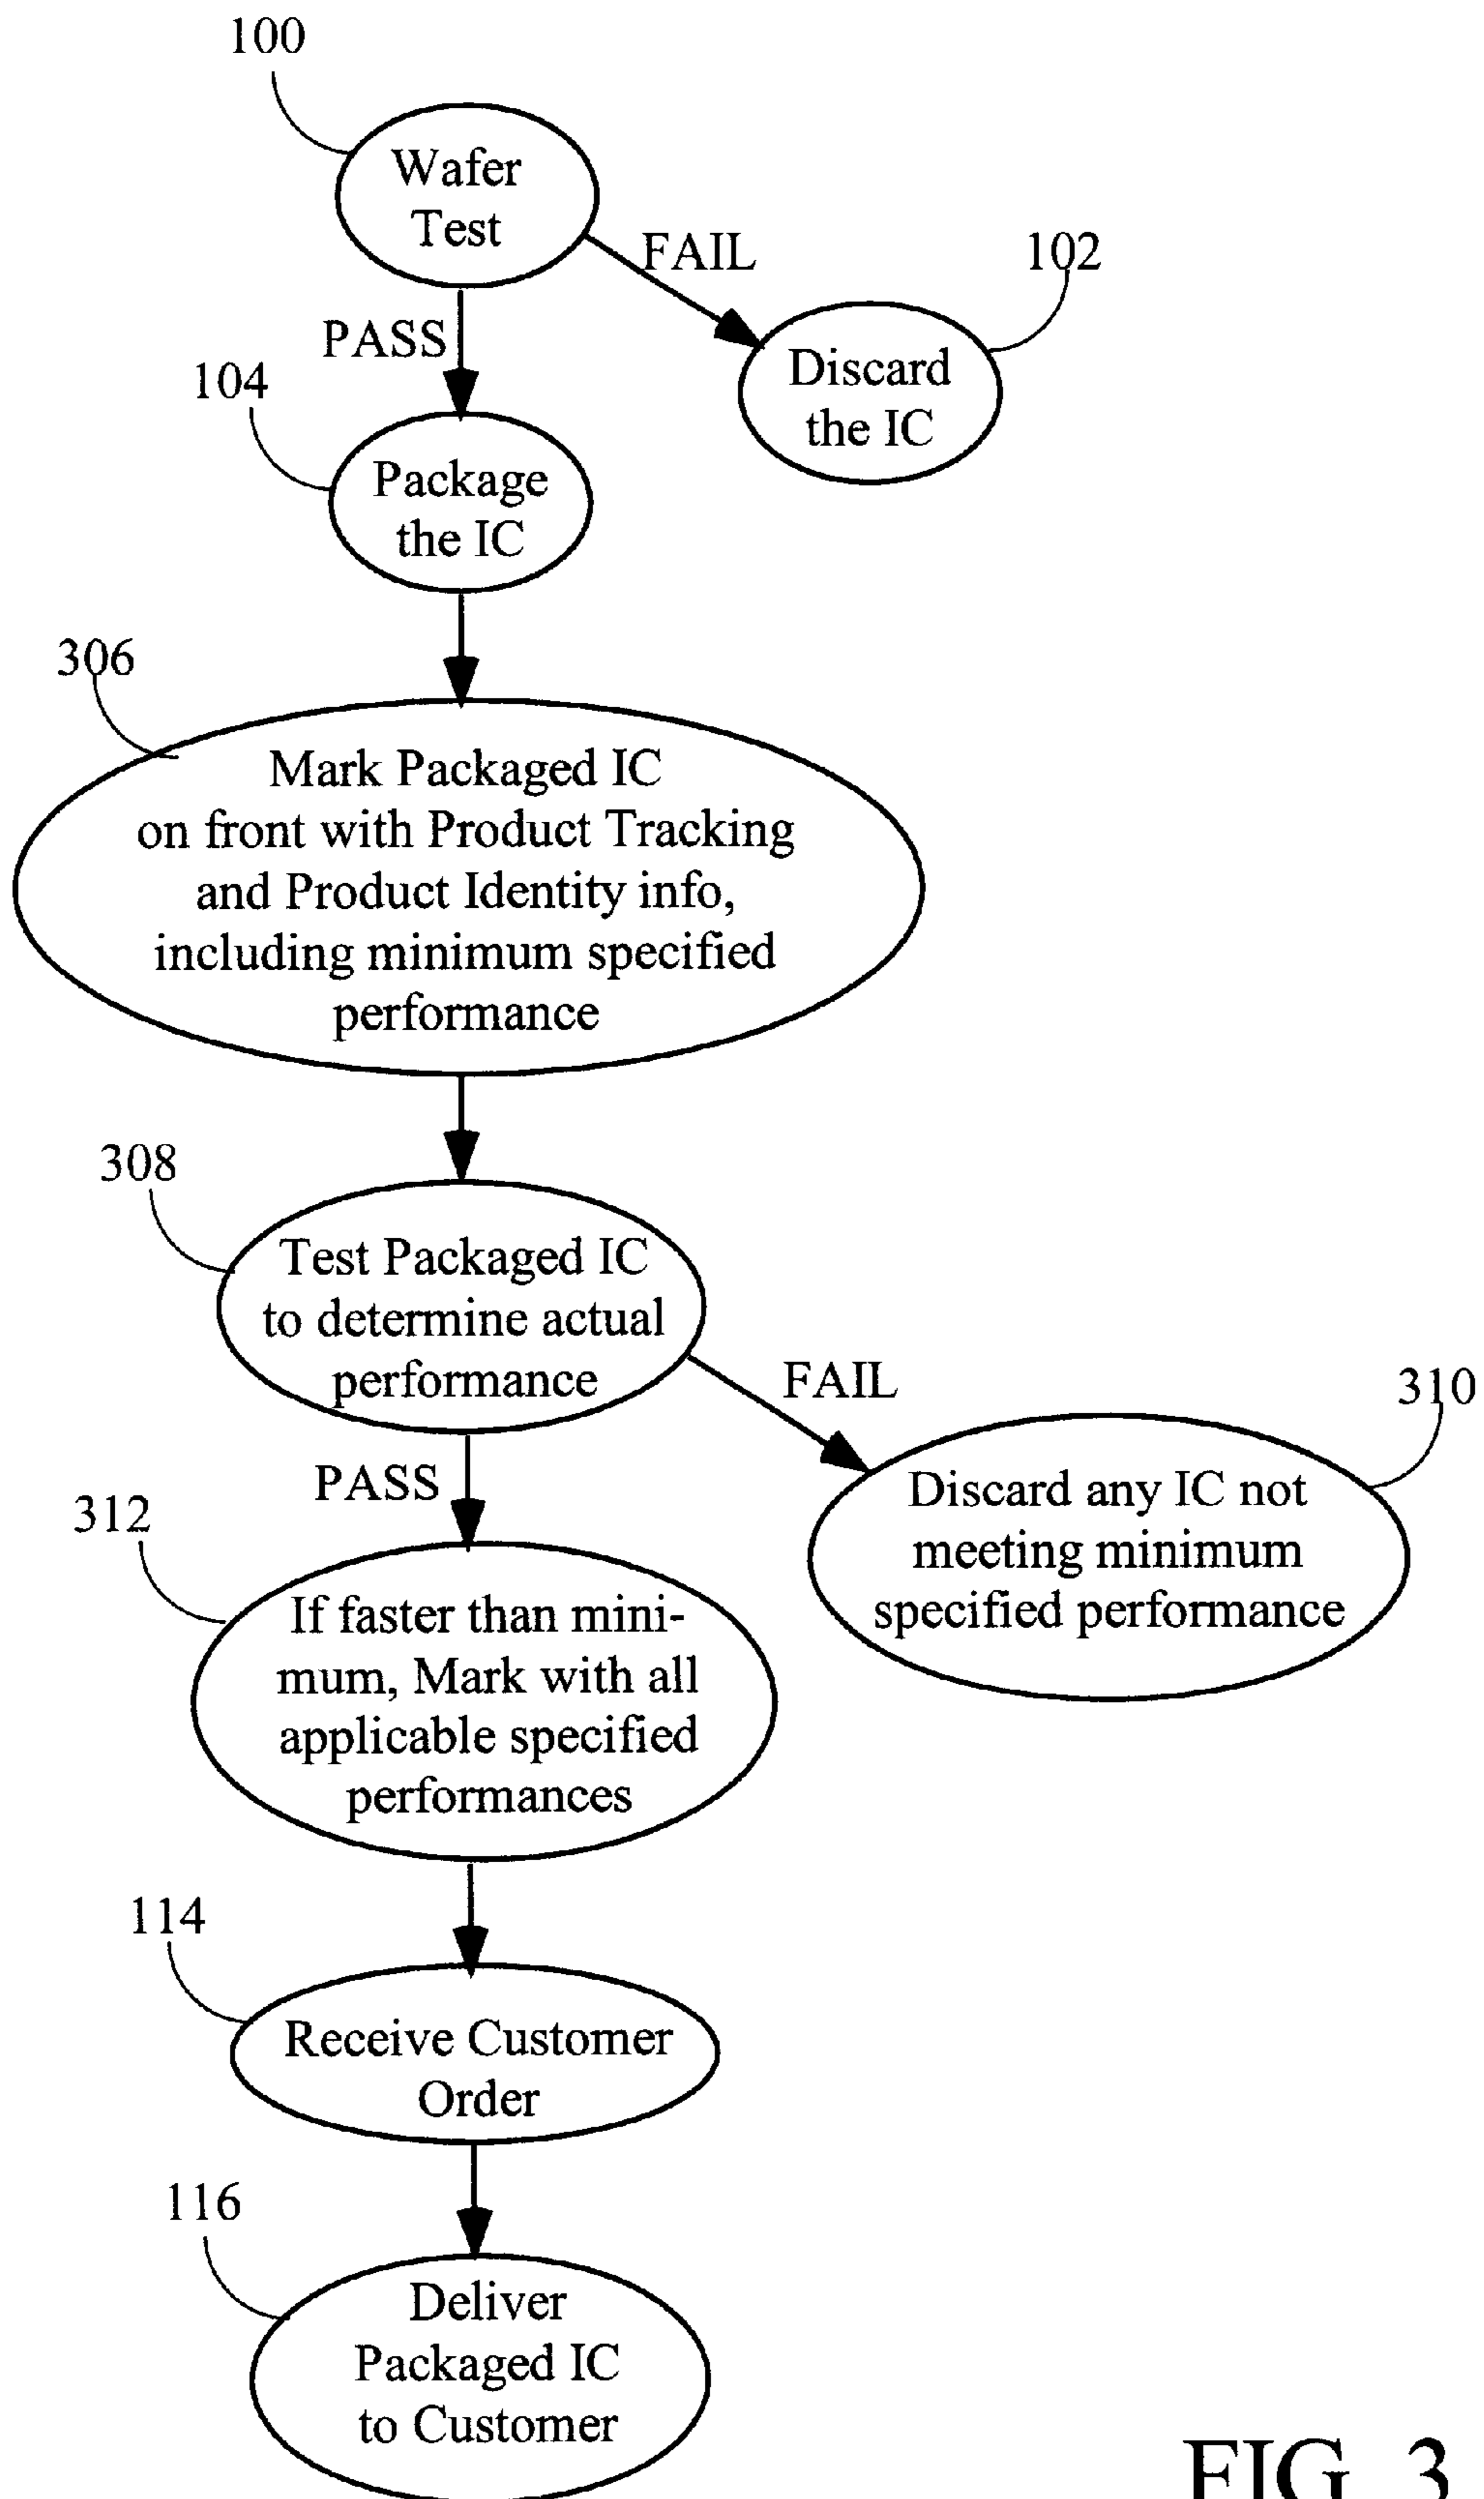 100
Wafer
Test
FAIL
102
PASS
Discard
the IC
104
Package
the IC
306
Mark Packaged IC
on front with Product Tracking
and Product Identity info,
including minimum specified
performance
308
Test Packaged IC
to determine actual
performance
FAIL
310
PASS
Discard any IC not
meeting minimum
specified performance
312
If faster than mini-
mum, Mark with all
applicable specified
performances
114
Receive Customer
Order
116
Deliver
Packaged IC
to Customer
FIG. 3